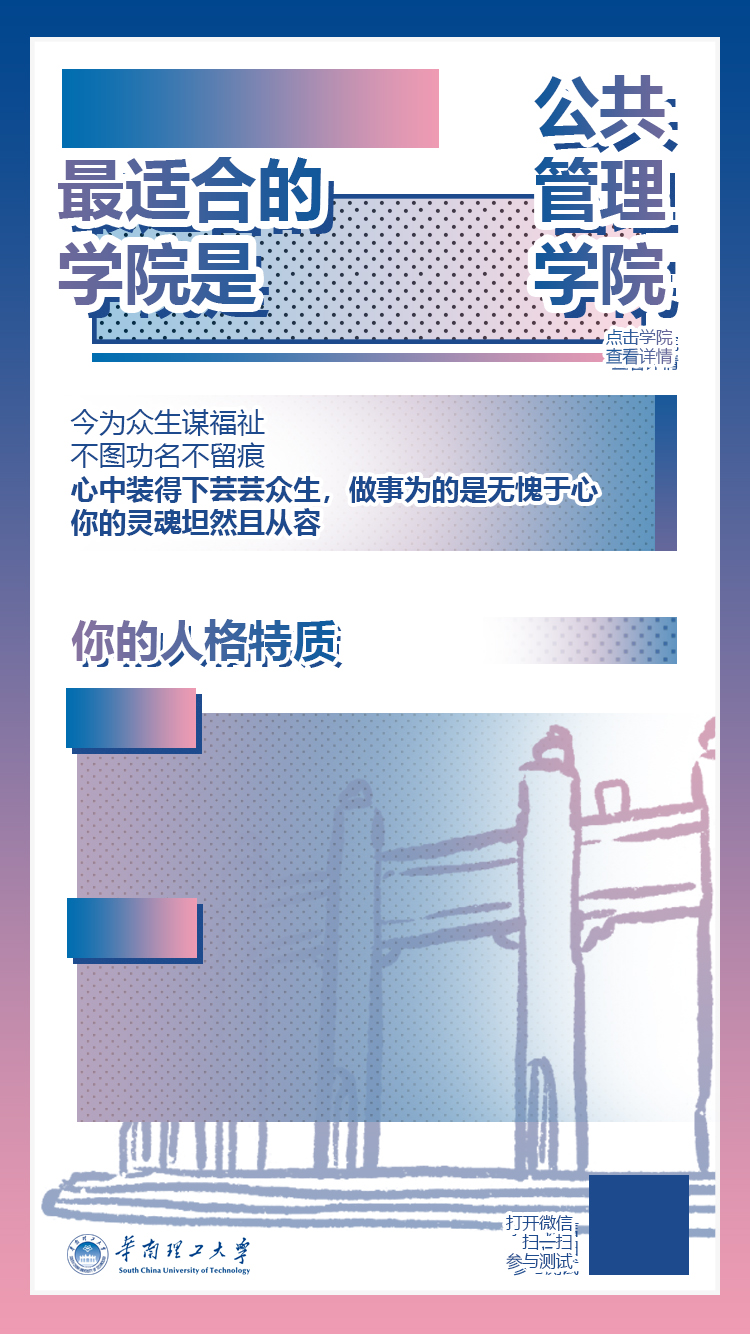 最适合的
学院是
公共
管理
学院
点击学院
查看详情
今为众生谋福祉
不图功名不留痕
心中装得下芸芸众生，做事为的是无愧于心
你的灵魂坦然且从容
你的人格特质
华南理工大学
South China University of Technology
打开微信
扫一扫
参与测试